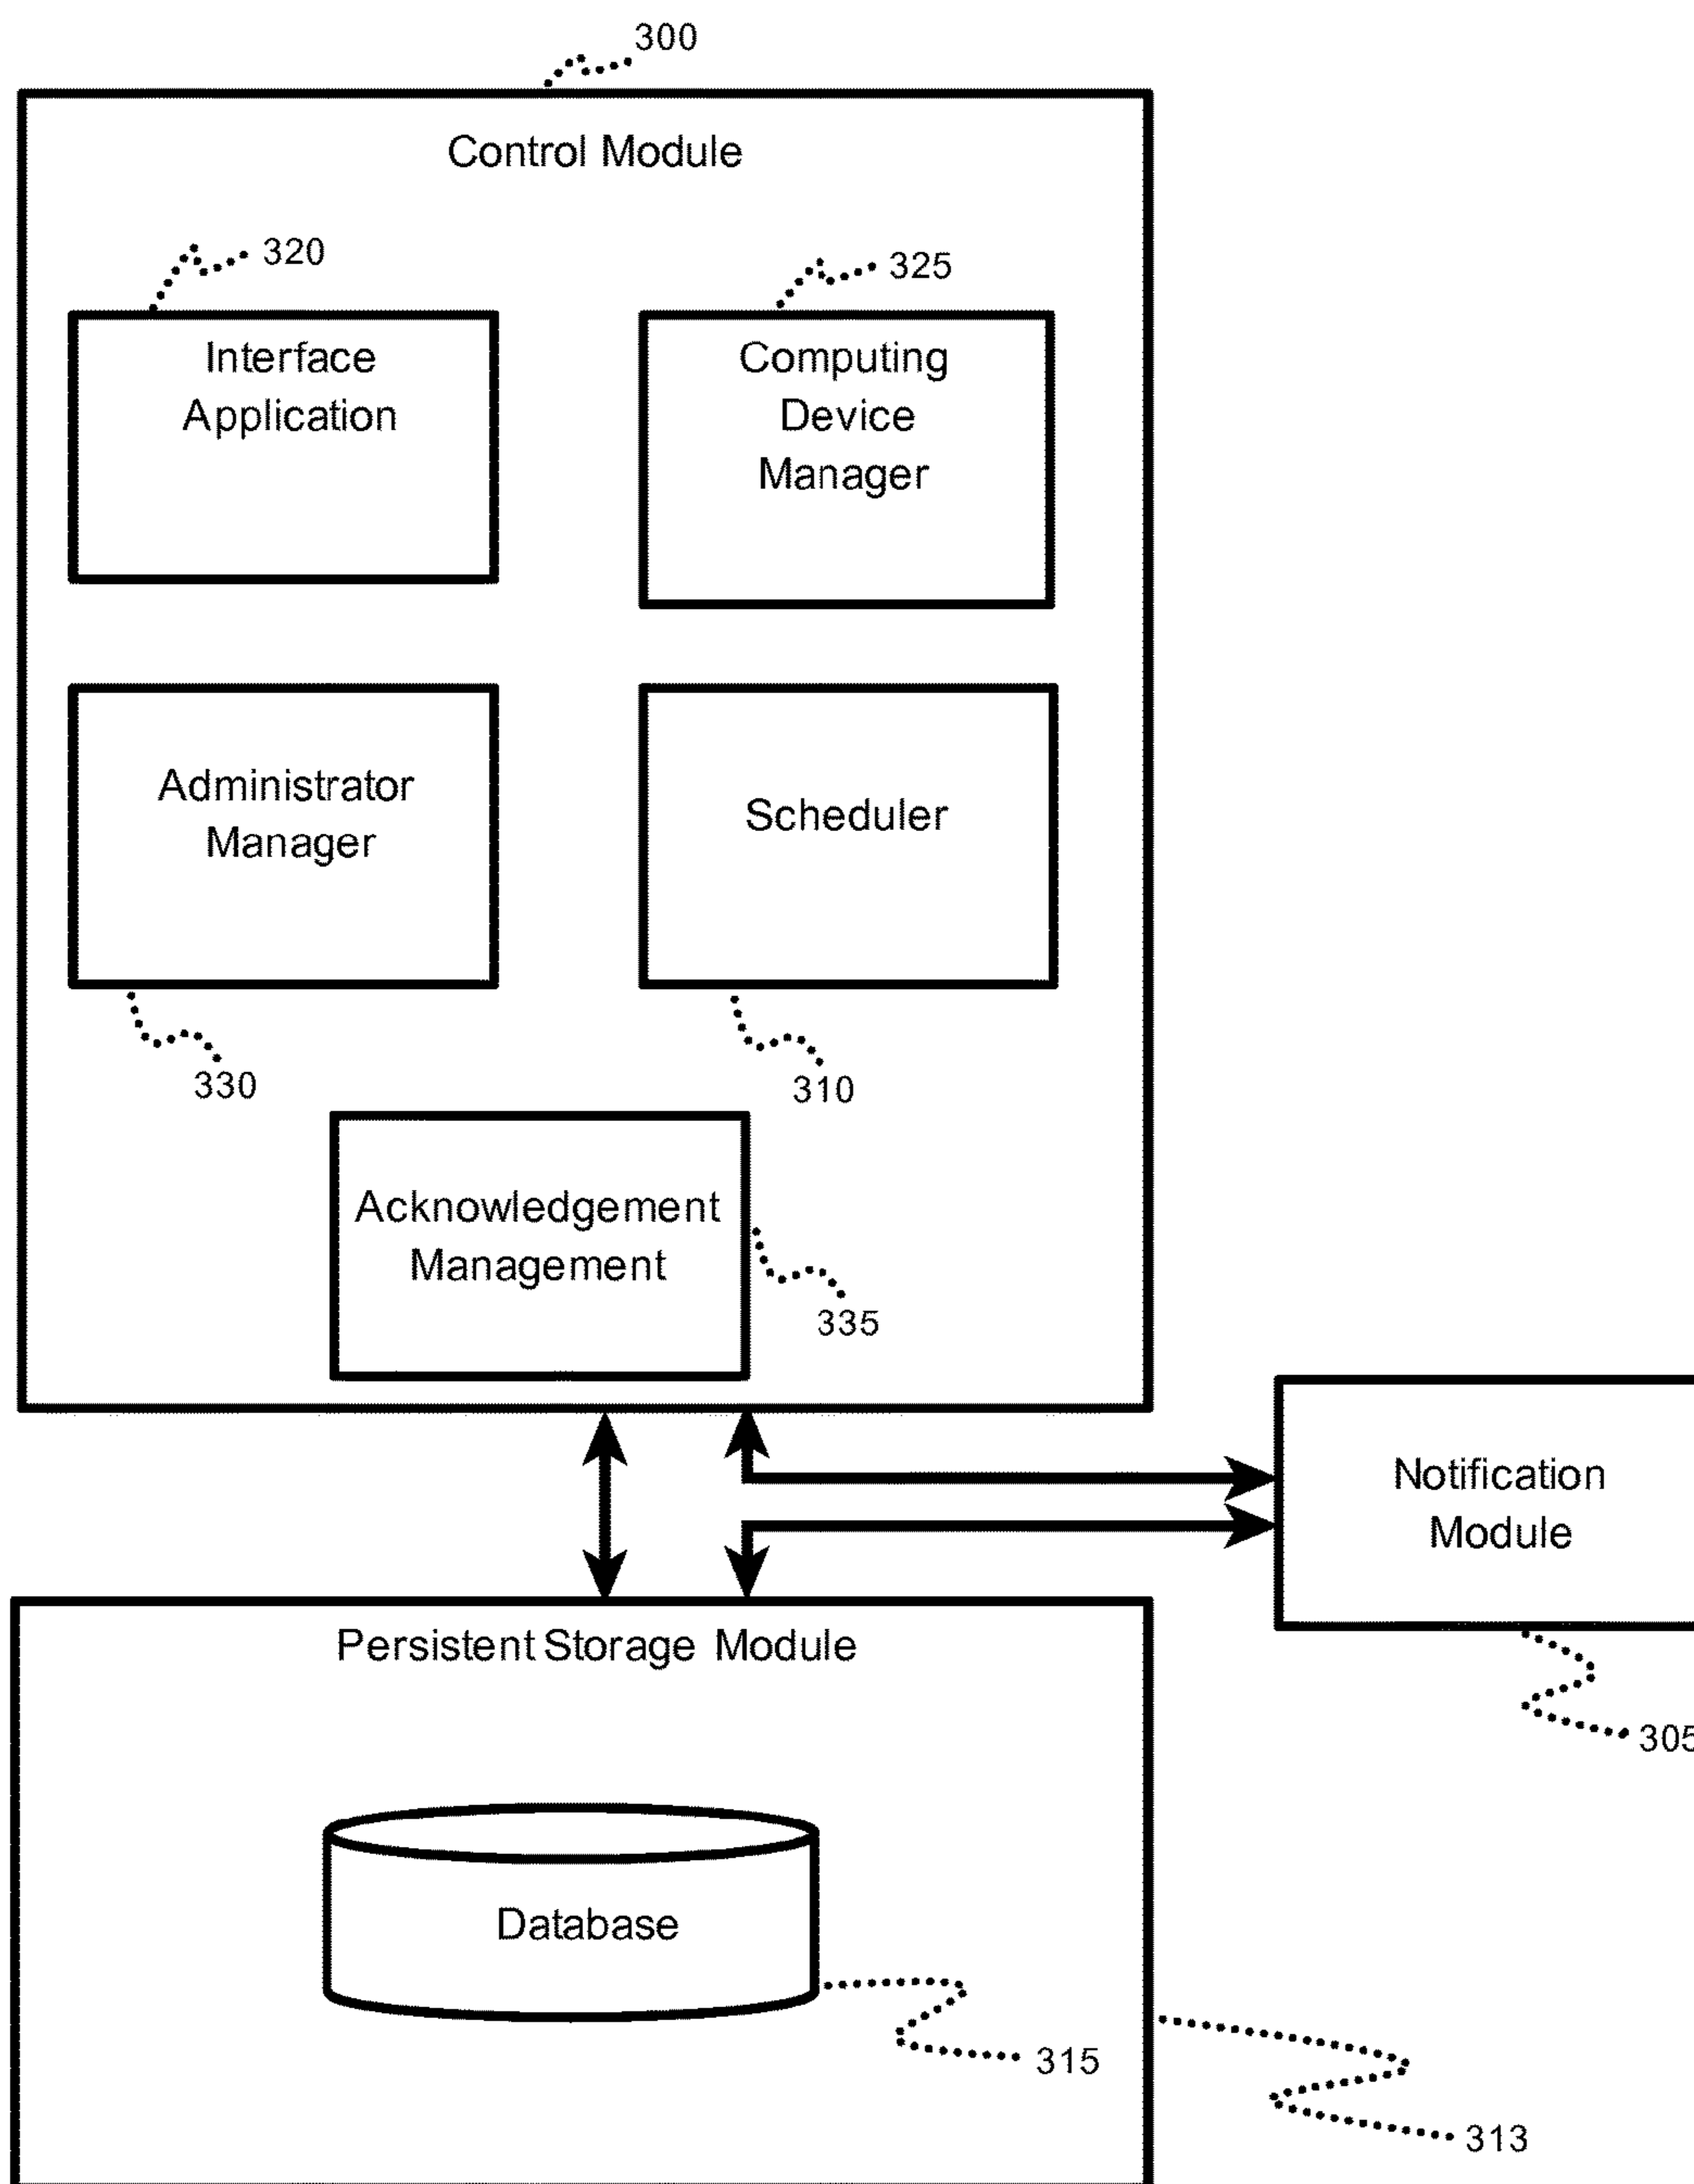 300
Control Module
320
325
Interface
Application
Computing
Device
Manager
Administrator
Manager
Scheduler
330
310
Acknowledgement
Management
335
Notification
Module
305
Persistent Storage Module
Database
315
313